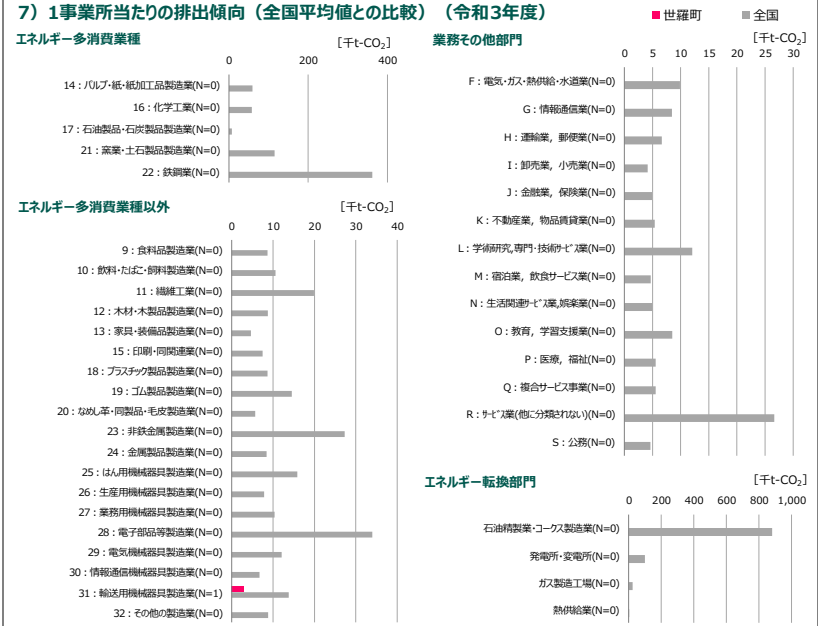 7）1事業所当たりの排出傾向（全国平均値との比較）（令和3年度）
■世羅町 ■全国
エネルギー多消費業種
［千t-CO₂］
0 200 400
14：パルプ・紙・紙加工品製造業(N=0)
16：化学工業(N=0)
17：石油製品・石炭製品製造業(N=0)
21：窯業・土石製品製造業(N=0)
22：鉄鋼業(N=0)
エネルギー多消費業種以外
［千t-CO₂］
0 10 20 30 40
9：食料品製造業(N=0)
10：飲料・たばこ・飼料製造業(N=0)
11：繊維工業(N=0)
12：木材・木製品製造業(N=0)
13：家具・装備品製造業(N=0)
15：印刷・同関連業(N=0)
18：プラスチック製品製造業(N=0)
19：ゴム製品製造業(N=0)
20：なめし革・同製品・毛皮製造業(N=0)
23：非鉄金属製造業(N=0)
24：金属製品製造業(N=0)
25：はん用機械器具製造業(N=0)
26：生産用機械器具製造業(N=0)
27：業務用機械器具製造業(N=0)
28：電子部品等製造業(N=0)
29：電気機械器具製造業(N=0)
30：情報通信機械器具製造業(N=0)
31：輸送用機械器具製造業(N=1)
32：その他の製造業(N=0)
業務その他部門
［千t-CO₂］
0 5 10 15 20 25 30
F：電気・ガス・熱供給・水道業(N=0)
G：情報通信業(N=0)
H：運輸業，郵便業(N=0)
I：卸売業，小売業(N=0)
J：金融業，保険業(N=0)
K：不動産業，物品賃貸業(N=0)
L：学術研究,専門・技術ｻｰﾋﾞｽ業(N=0)
M：宿泊業，飲食サービス業(N=0)
N：生活関連ｻｰﾋﾞｽ業,娯楽業(N=0)
O：教育，学習支援業(N=0)
P：医療，福祉(N=0)
Q：複合サービス事業(N=0)
R：ｻｰﾋﾞｽ業(他に分類されない)(N=0)
S：公務(N=0)
エネルギー転換部門
［千t-CO₂］
0 200 400 600 800 1,000
石油精製業・コークス製造業(N=0)
発電所・変電所(N=0)
ガス製造工場(N=0)
熱供給業(N=0)